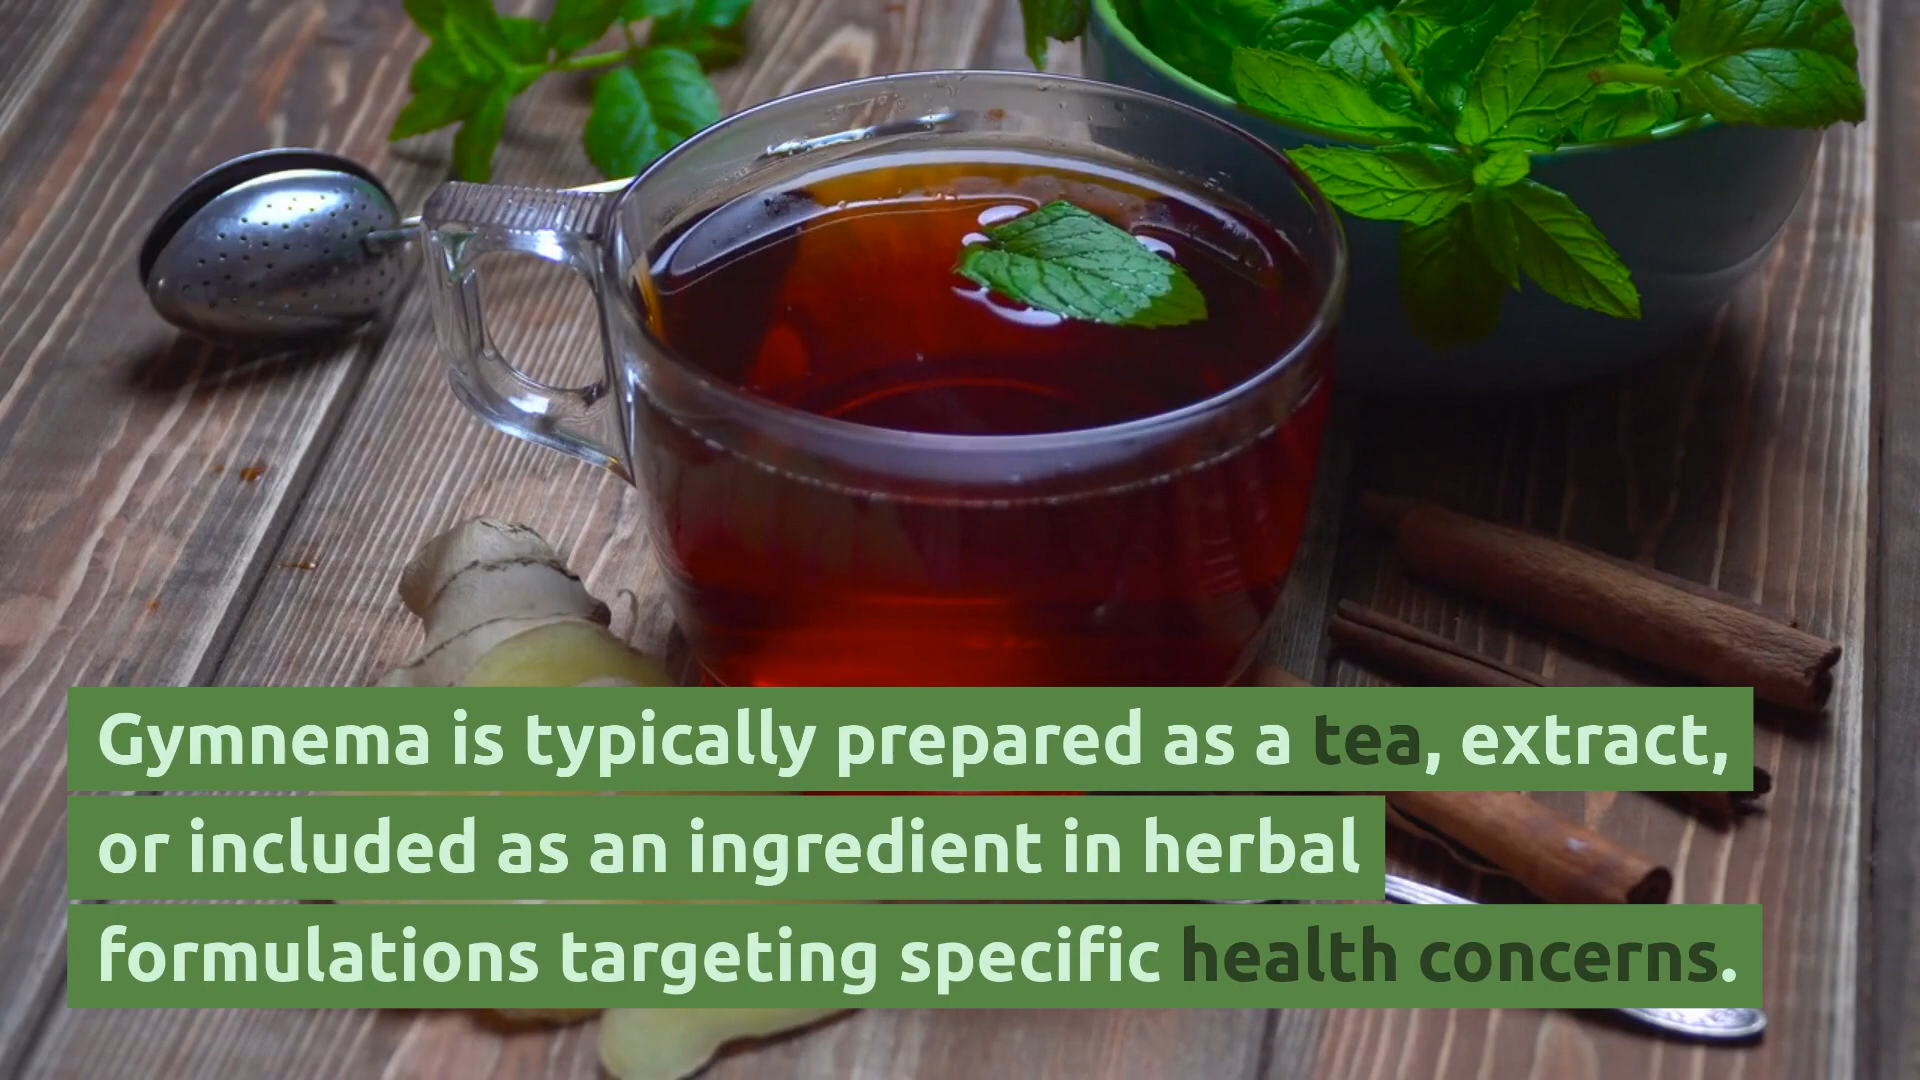 Gymnema is typically prepared as a tea, extract,
or included as an ingredient in herbal
formulations targeting specific health concerns.